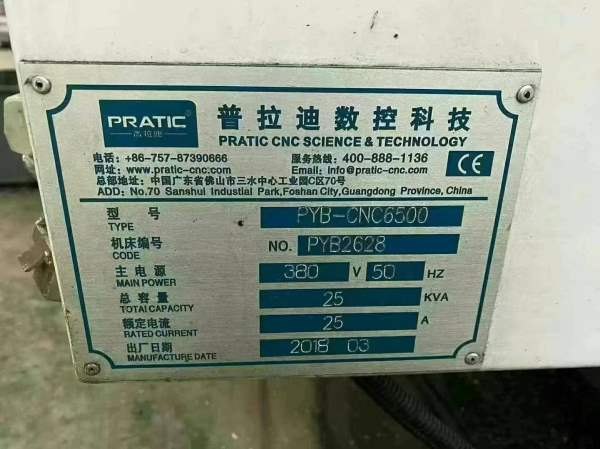 PRATIC
普拉迪
普拉迪数控科技
PRATIC CNC SCIENCE & TECHNOLOGY
电话：+86-757-87390666
服务热线：400-888-1136
网址：www.pratic-cnc.com
Email：info@pratic-cnc.com
CE
总部地址：中国广东省佛山市三水中心工业园C区70号
ADD：No.70 Sanshui Industial Park,Foshan City,Guangdong Province, China
型号 PYB-CNC6500
TYPE
机床编号 NO. PYB2628
CODE
主电源 380 V 50 HZ
MAIN POWER
总容量 25 KVA
TOTAL CAPACITY
额定电流 25 A
RATED CURRENT
出厂日期 2018 03
MANUFACTURE DATE